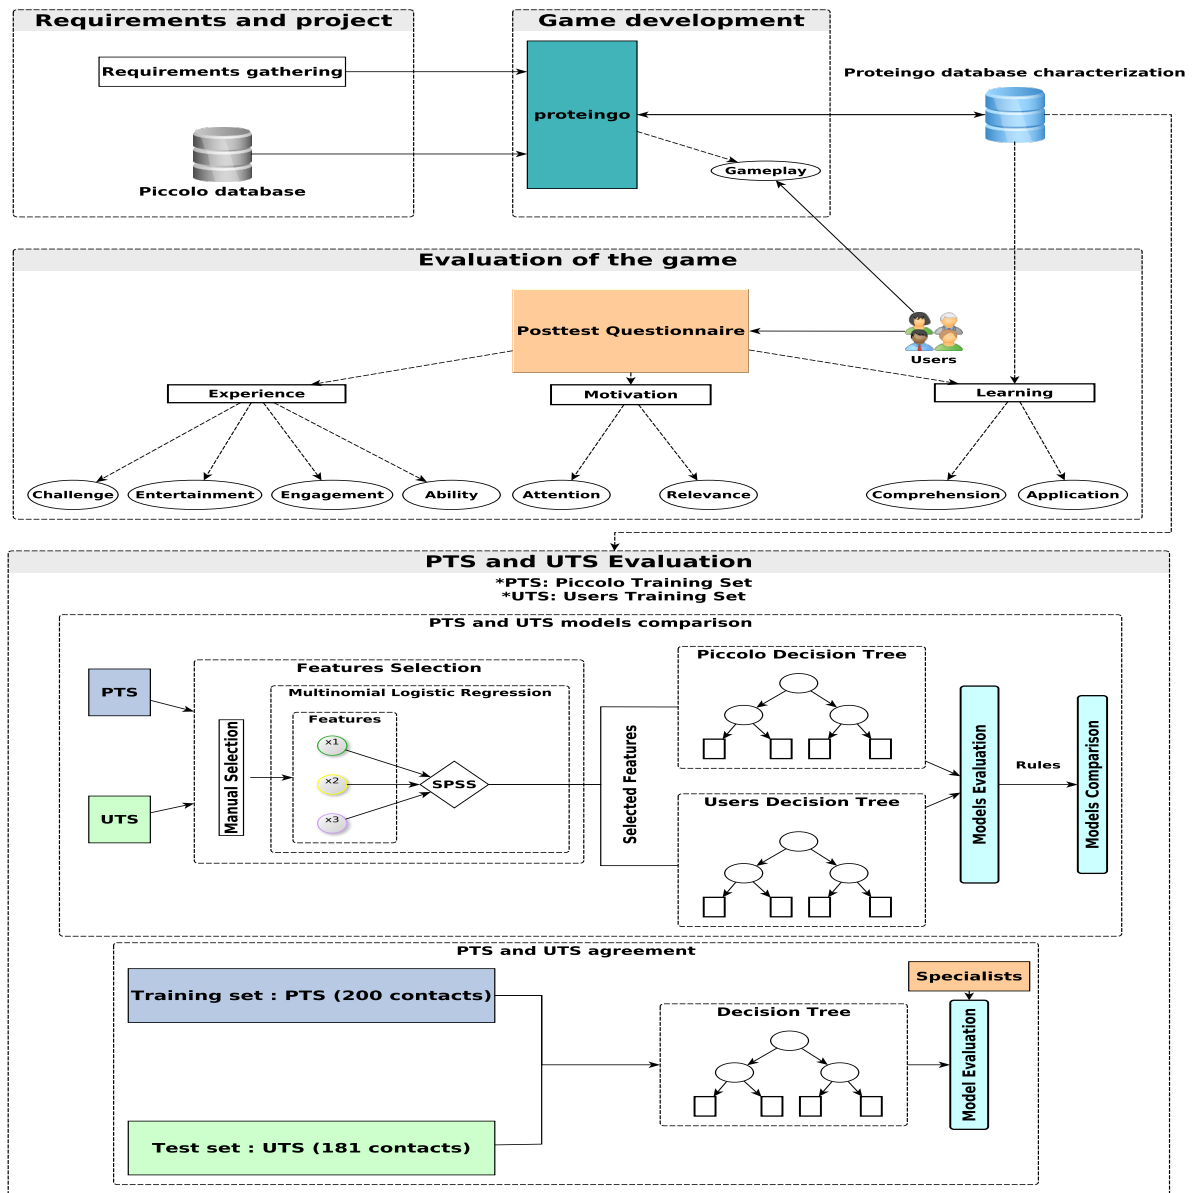 Requirements and project
Game development
Requirements gathering
Proteingo database characterization
proteingo
Gameplay
Piccolo database
Evaluation of the game
Posttest Questionnaire
Users
Experience
Motivation
Learning
Challenge
Entertainment
Engagement
Ability
Attention
Relevance
Comprehension
Application
PTS and UTS Evaluation
*PTS: Piccolo Training Set
*UTS: Users Training Set
PTS and UTS models comparison
PTS
UTS
Features Selection
Manual Selection
Multinomial Logistic Regression
Features
x1
x2
x3
SPSS
Selected Features
Piccolo Decision Tree
Users Decision Tree
Models Evaluation
Rules
Models Comparison
PTS and UTS agreement
Training set : PTS (200 contacts)
Test set : UTS (181 contacts)
Decision Tree
Specialists
Model Evaluation